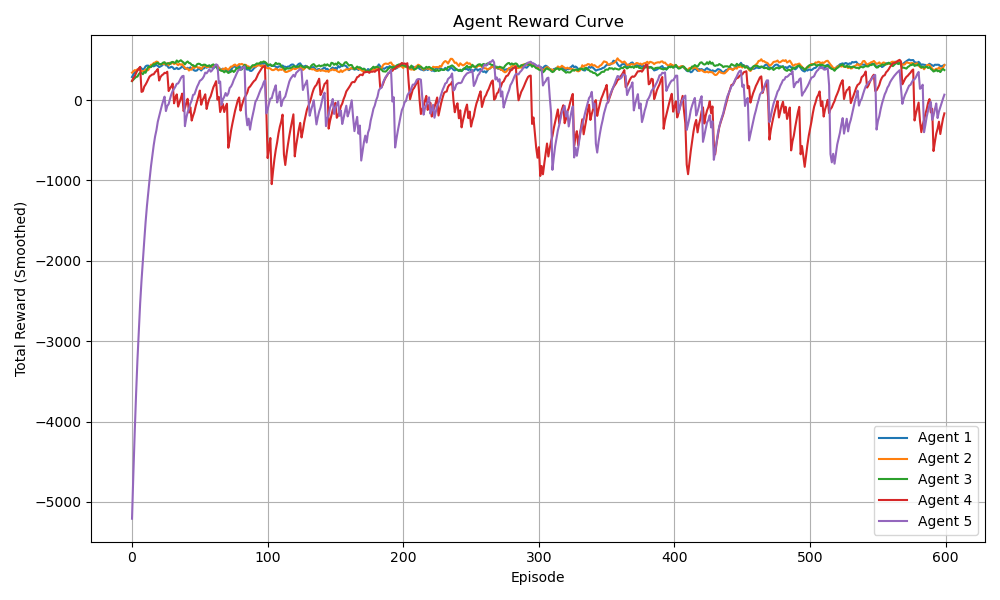 Agent Reward Curve
Total Reward (Smoothed)
0
−1000
−2000
−3000
−4000
−5000
0 100 200 300 400 500 600
Episode
Agent 1
Agent 2
Agent 3
Agent 4
Agent 5